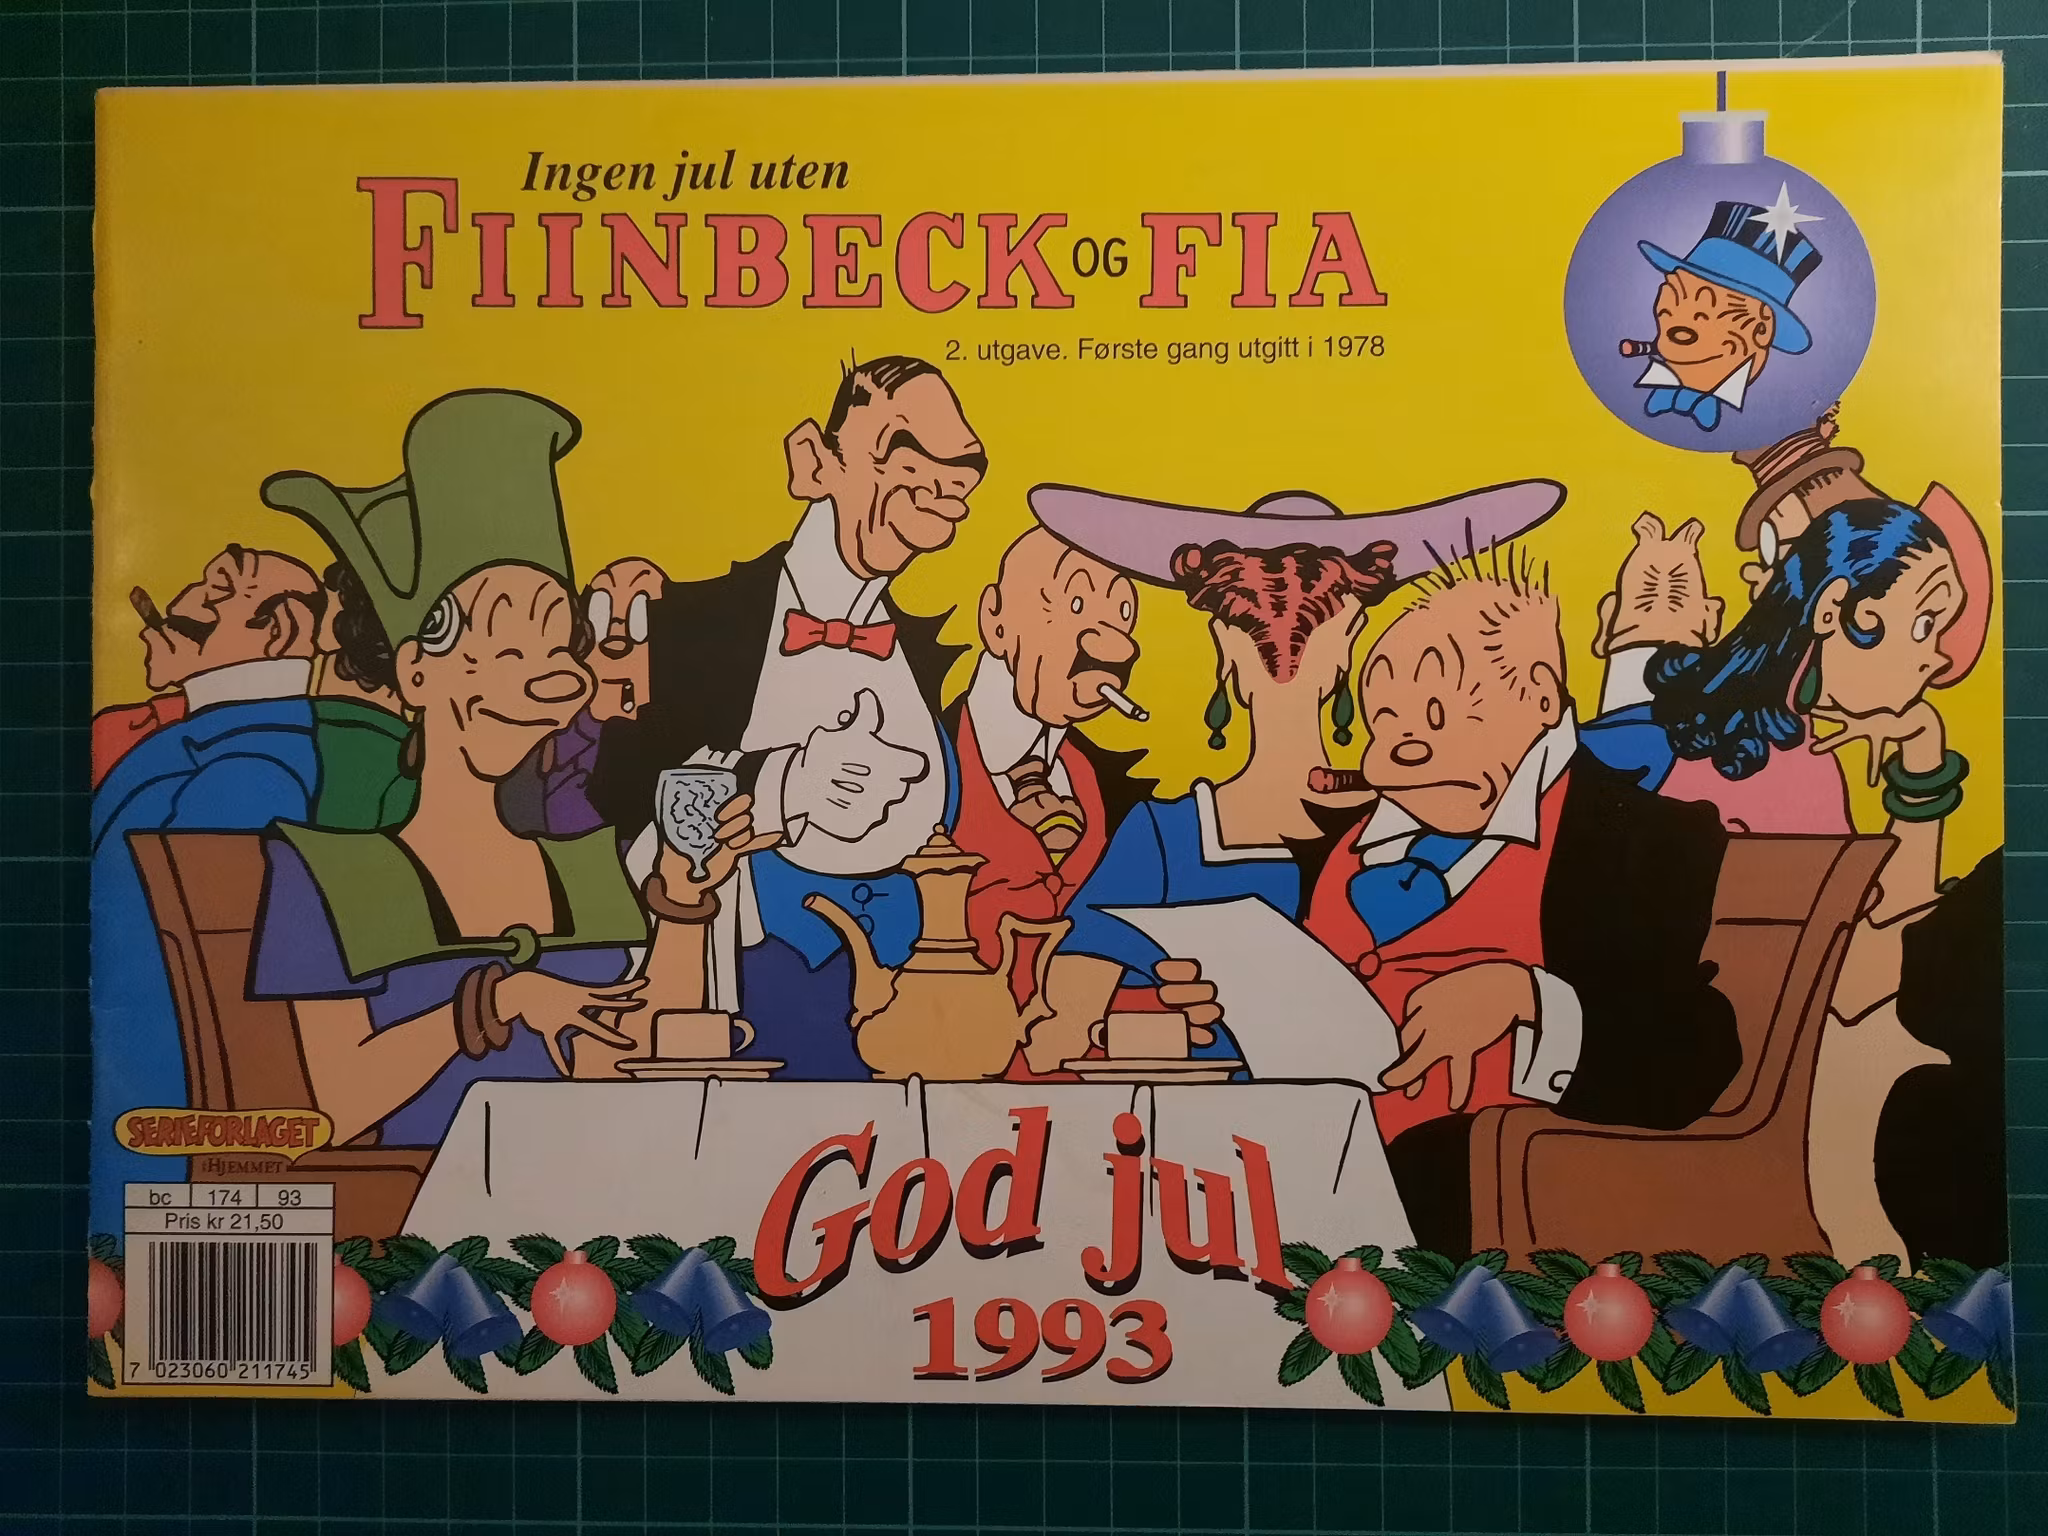 Ingen jul uten
FIINBECK OG FIA
2. utgave. Første gang utgitt i 1978
SERIEFORLAGET
HJEMMET
bc 174 93
Pris kr 21,50
7 023060 211745
God jul
1993